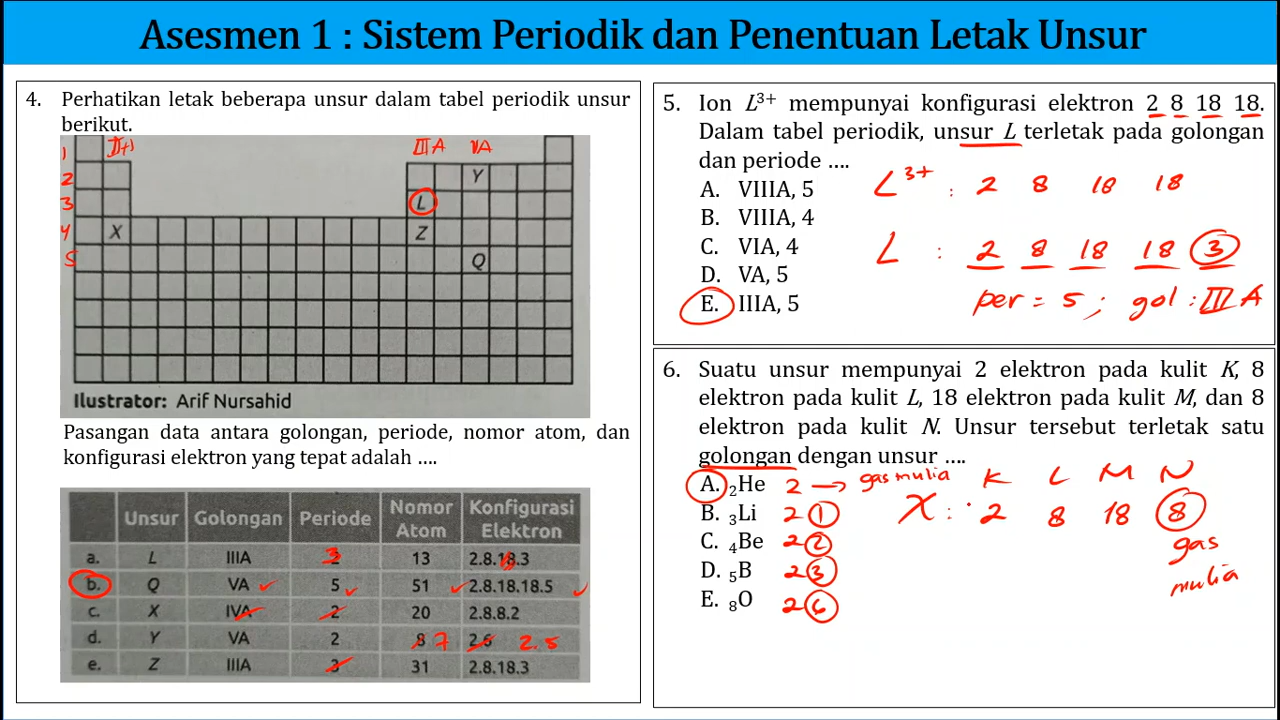 Asesmen 1 : Sistem Periodik dan Penentuan Letak Unsur
4. Perhatikan letak beberapa unsur dalam tabel periodik unsur
berikut.
1 III A VA
2 Y
3 L
4 X Z
5 Q
Ilustrator: Arif Nursahid
Pasangan data antara golongan, periode, nomor atom, dan
konfigurasi elektron yang tepat adalah ....
Unsur Golongan Periode Nomor Atom Konfigurasi Elektron
a. L IIIA 3 13 2.8.18.3
b. Q VA ✓ 5 ✓ 51 ✓ 2.8.18.18.5 ✓
c. X IVA 2 20 2.8.8.2
d. Y VA 2 8 7 2.6 2.5
e. Z IIIA 3 31 2.8.18.3
5. Ion L³⁺ mempunyai konfigurasi elektron 2 8 18 18.
Dalam tabel periodik, unsur L terletak pada golongan
dan periode ....
A. VIIIA, 5
B. VIIIA, 4
C. VIA, 4
D. VA, 5
E. IIIA, 5
L³⁺ : 2 8 18 18
L : 2 8 18 18 3
per = 5 ; gol : III A
6. Suatu unsur mempunyai 2 elektron pada kulit K, 8
elektron pada kulit L, 18 elektron pada kulit M, dan 8
elektron pada kulit N. Unsur tersebut terletak satu
golongan dengan unsur ....
A. ₂He 2 → gas mulia
B. ₃Li 2 1
C. ₄Be 2 2
D. ₅B 2 3
E. ₈O 2 6
K L M N
X : 2 8 18 8
gas
mulia